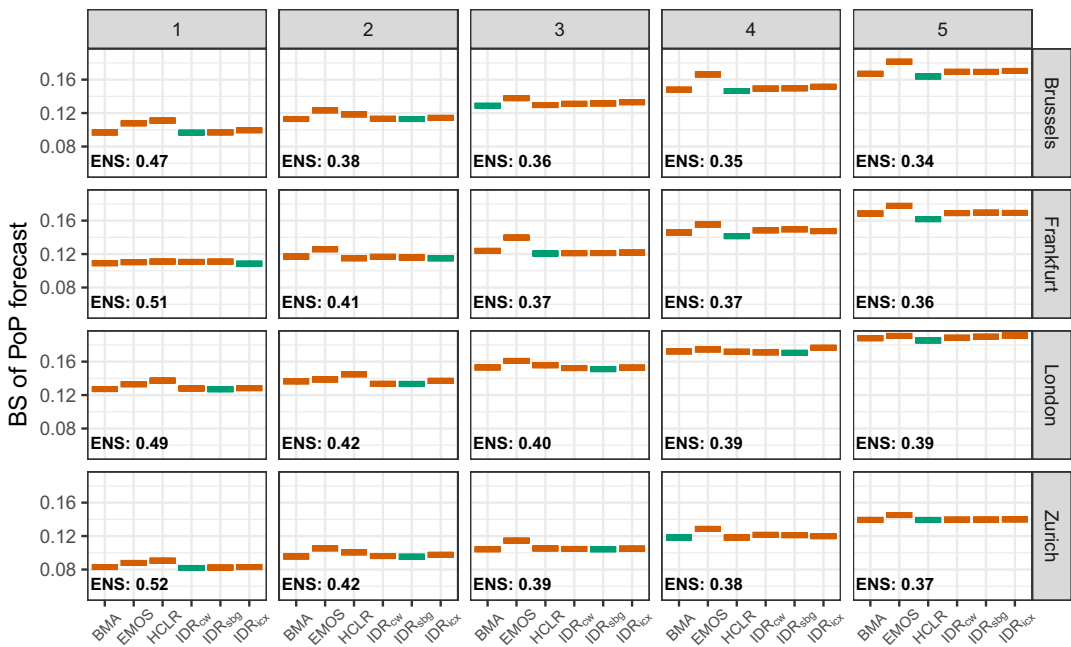 1 2 3 4 5
BS of PoP forecast
0.16
0.12
0.08
ENS: 0.47 ENS: 0.38 ENS: 0.36 ENS: 0.35 ENS: 0.34
Brussels
0.16
0.12
0.08
ENS: 0.51 ENS: 0.41 ENS: 0.37 ENS: 0.37 ENS: 0.36
Frankfurt
0.16
0.12
0.08
ENS: 0.49 ENS: 0.42 ENS: 0.40 ENS: 0.39 ENS: 0.39
London
0.16
0.12
0.08
ENS: 0.52 ENS: 0.42 ENS: 0.39 ENS: 0.38 ENS: 0.37
Zurich
BMA EMOS HCLR IDRcw IDRsbg IDRicx BMA EMOS HCLR IDRcw IDRsbg IDRicx BMA EMOS HCLR IDRcw IDRsbg IDRicx BMA EMOS HCLR IDRcw IDRsbg IDRicx BMA EMOS HCLR IDRcw IDRsbg IDRicx